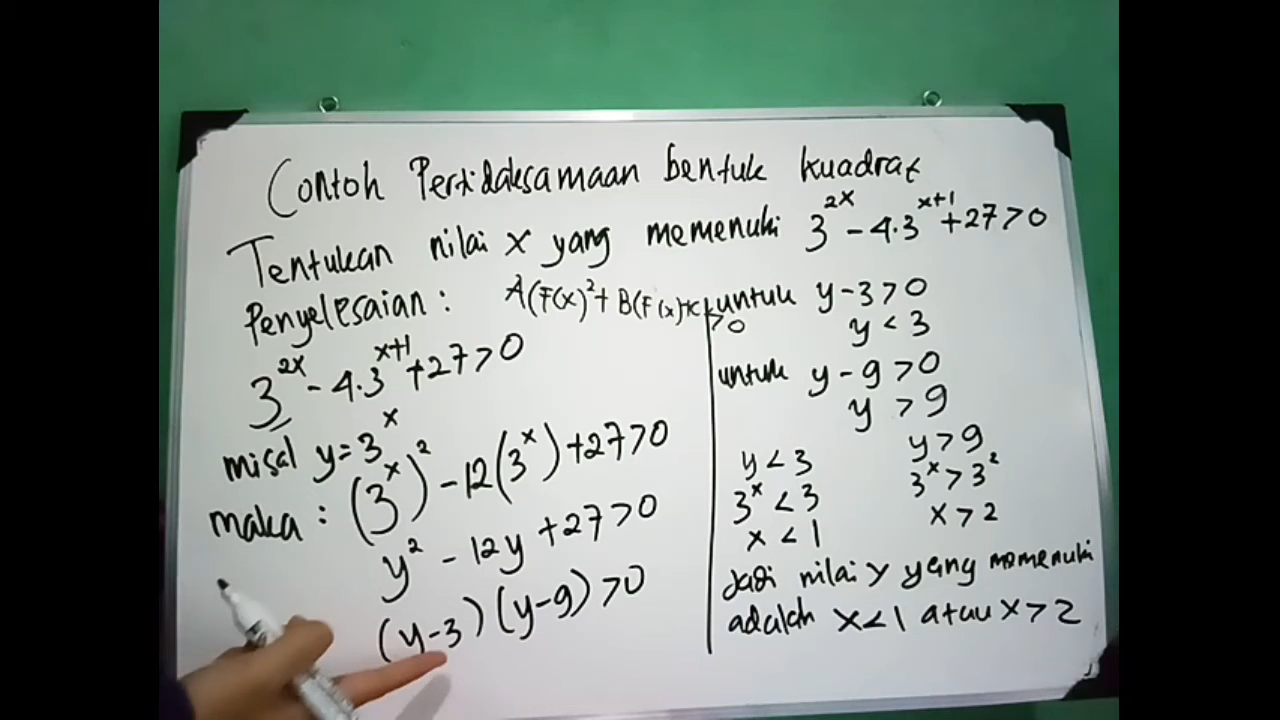 Contoh Pertidaksamaan bentuk kuadrat
Tentukan nilai x yang memenuhi 3^{2x} - 4.3^{x+1} + 27 > 0
Penyelesaian : A(F(x)^2 + B(F(x)+c > 0
3^{2x} - 4.3^{x+1} + 27 > 0
misal y = 3^x
maka : (3^x)^2 - 12(3^x) + 27 > 0
y^2 - 12y + 27 > 0
(y-3)(y-9) > 0
untuk y - 3 > 0
y < 3
untuk y - 9 > 0
y > 9
y < 3 y > 9
3^x < 3 3^x > 3^2
x < 1 x > 2
Jadi nilai y yang memenuhi
adalah x < 1 atau x > 2